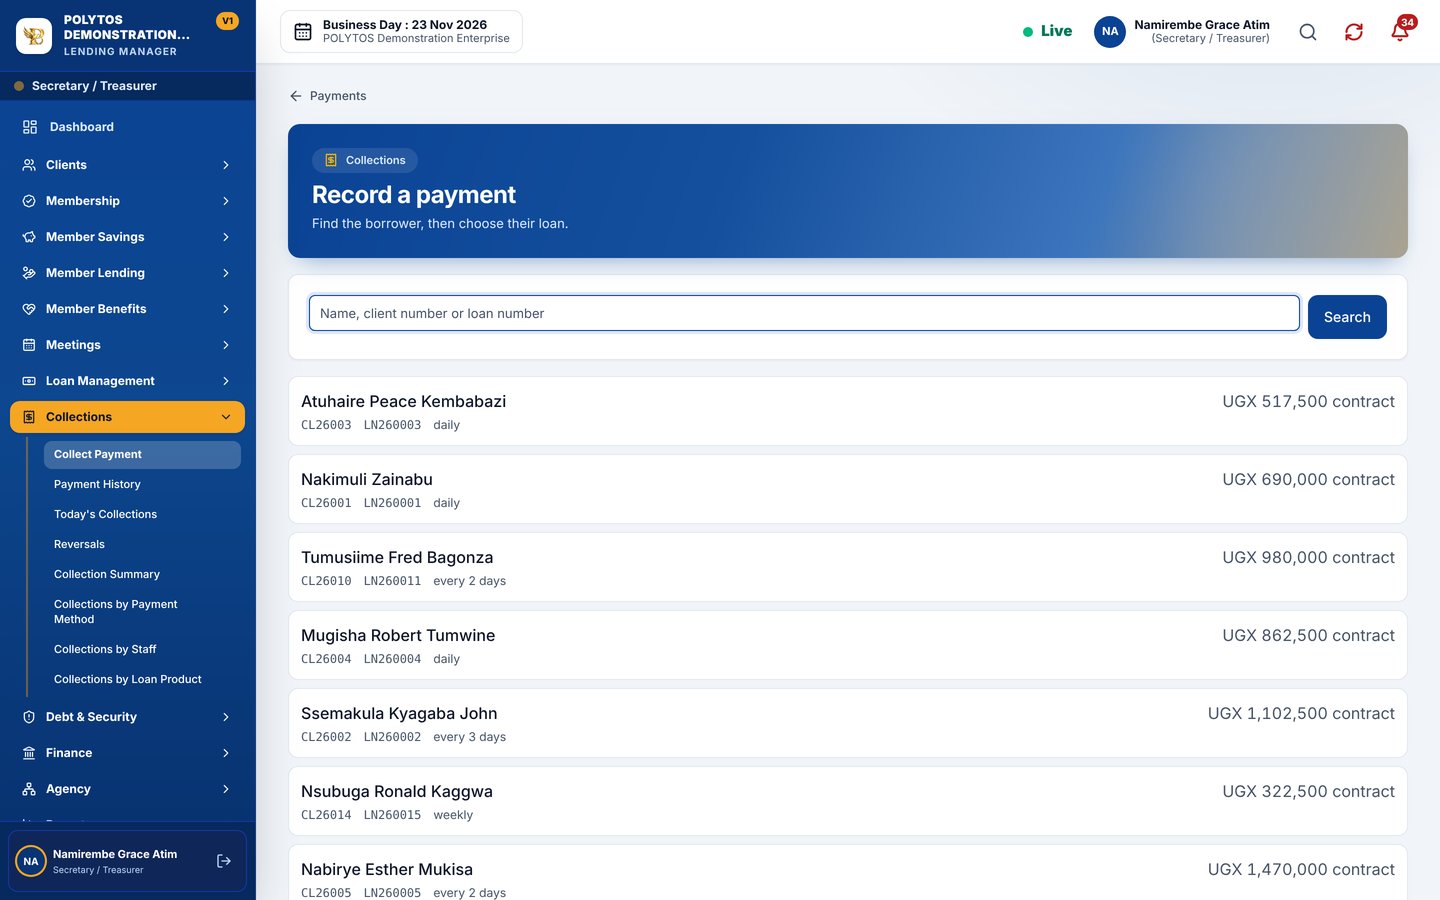 POLYTOS
DEMONSTRATION...
LENDING MANAGER
V1
Secretary / Treasurer
Dashboard
Clients
Membership
Member Savings
Member Lending
Member Benefits
Meetings
Loan Management
Collections
Collect Payment
Payment History
Today's Collections
Reversals
Collection Summary
Collections by Payment
Method
Collections by Staff
Collections by Loan Product
Debt & Security
Finance
Agency
NA
Namirembe Grace Atim
Secretary / Treasurer
Business Day : 23 Nov 2026
POLYTOS Demonstration Enterprise
Live
NA
Namirembe Grace Atim
(Secretary / Treasurer)
34
Payments
Collections
Record a payment
Find the borrower, then choose their loan.
Name, client number or loan number
Search
Atuhaire Peace Kembabazi
UGX 517,500 contract
CL26003 LN260003 daily
Nakimuli Zainabu
UGX 690,000 contract
CL26001 LN260001 daily
Tumusiime Fred Bagonza
UGX 980,000 contract
CL26010 LN260011 every 2 days
Mugisha Robert Tumwine
UGX 862,500 contract
CL26004 LN260004 daily
Ssemakula Kyagaba John
UGX 1,102,500 contract
CL26002 LN260002 every 3 days
Nsubuga Ronald Kaggwa
UGX 322,500 contract
CL26014 LN260015 weekly
Nabirye Esther Mukisa
UGX 1,470,000 contract
CL26005 LN260005 every 2 days